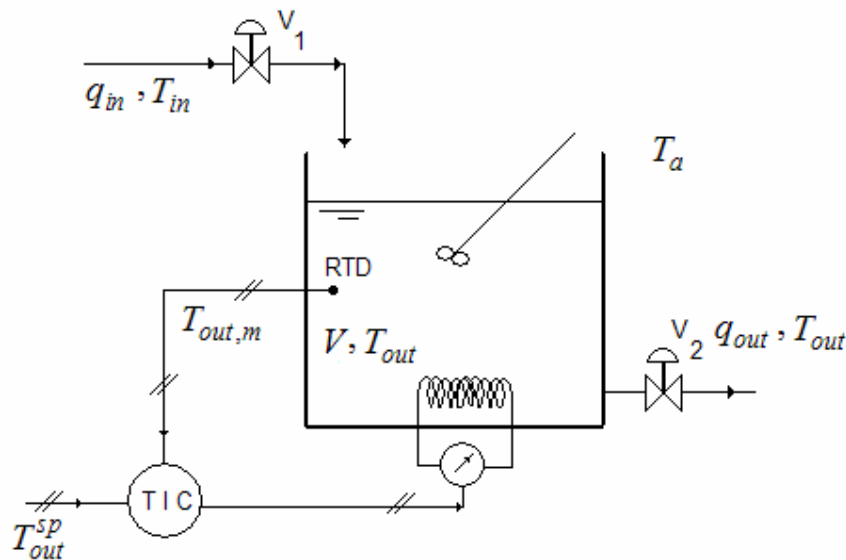 V₁
q_in , T_in
T_a
RTD
T_out,m
V, T_out
V₂ q_out , T_out
TIC
T_out^sp